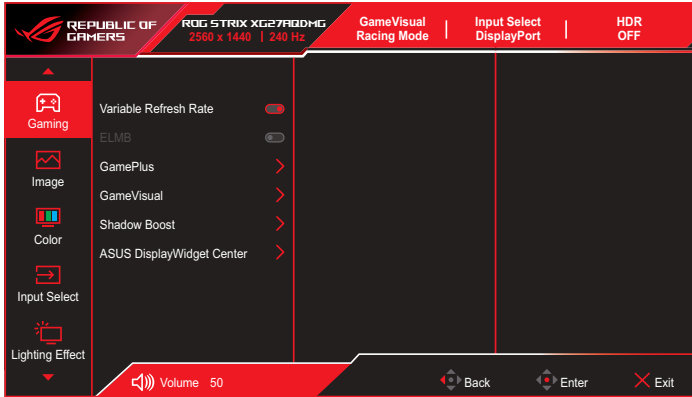 REPUBLIC OF
GAMERS
ROG STRIX XG27AQDMG
2560 x 1440 | 240 Hz
GameVisual
Racing Mode
Input Select
DisplayPort
HDR
OFF
Gaming
Image
Color
Input Select
Lighting Effect
Variable Refresh Rate
ELMB
GamePlus
GameVisual
Shadow Boost
ASUS DisplayWidget Center
Volume 50
Back
Enter
Exit